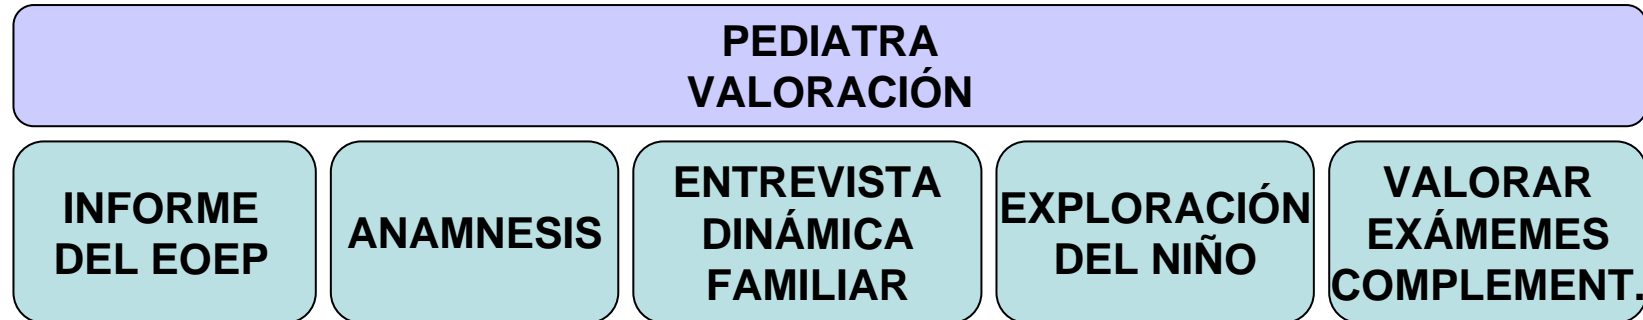 PEDIATRA
VALORACIÓN
INFORME
DEL EOEP
ANAMNESIS
ENTREVISTA
DINÁMICA
FAMILIAR
EXPLORACIÓN
DEL NIÑO
VALORAR
EXÁMEMES
COMPLEMENT.